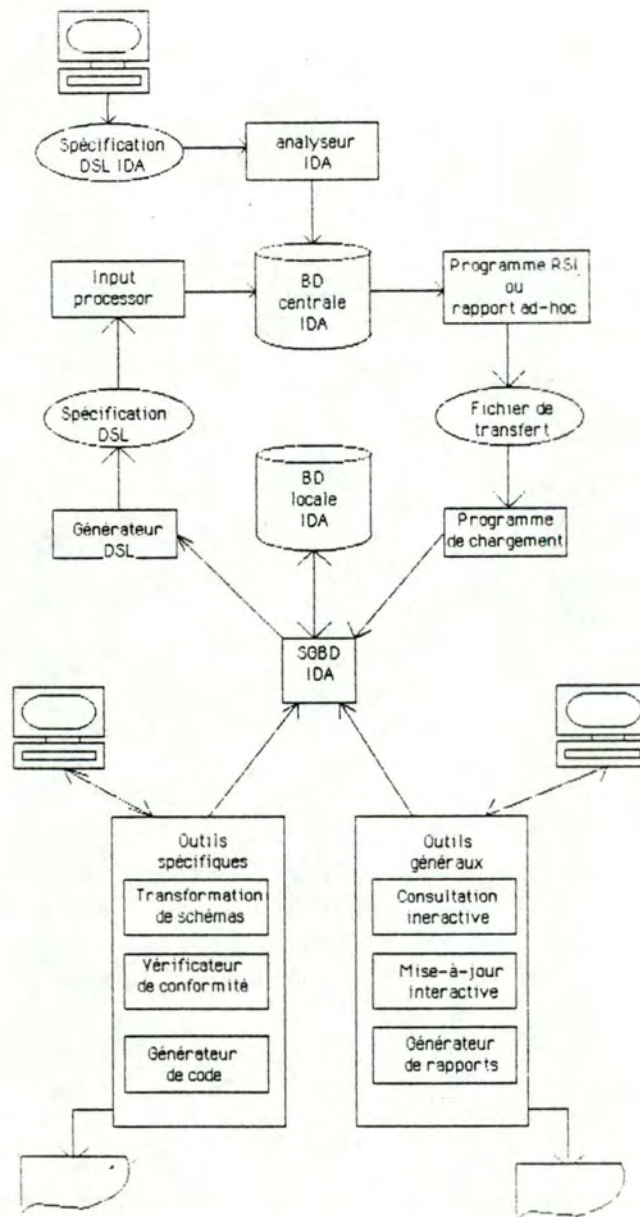 Spécification
DSL IDA
analyseur
IDA
Input
processor
BD
centrale
IDA
Programme RSI
ou
rapport ad-hoc
Spécification
DSL
BD
locale
IDA
Fichier de
transfert
Générateur
DSL
Programme
de chargement
SGBD
IDA
Outils
spécifiques
Transformation
de schémas
Vérificateur
de conformité
Générateur
de code
Outils
généraux
Consultation
ineractive
Mise-à-jour
interactive
Générateur
de rapports